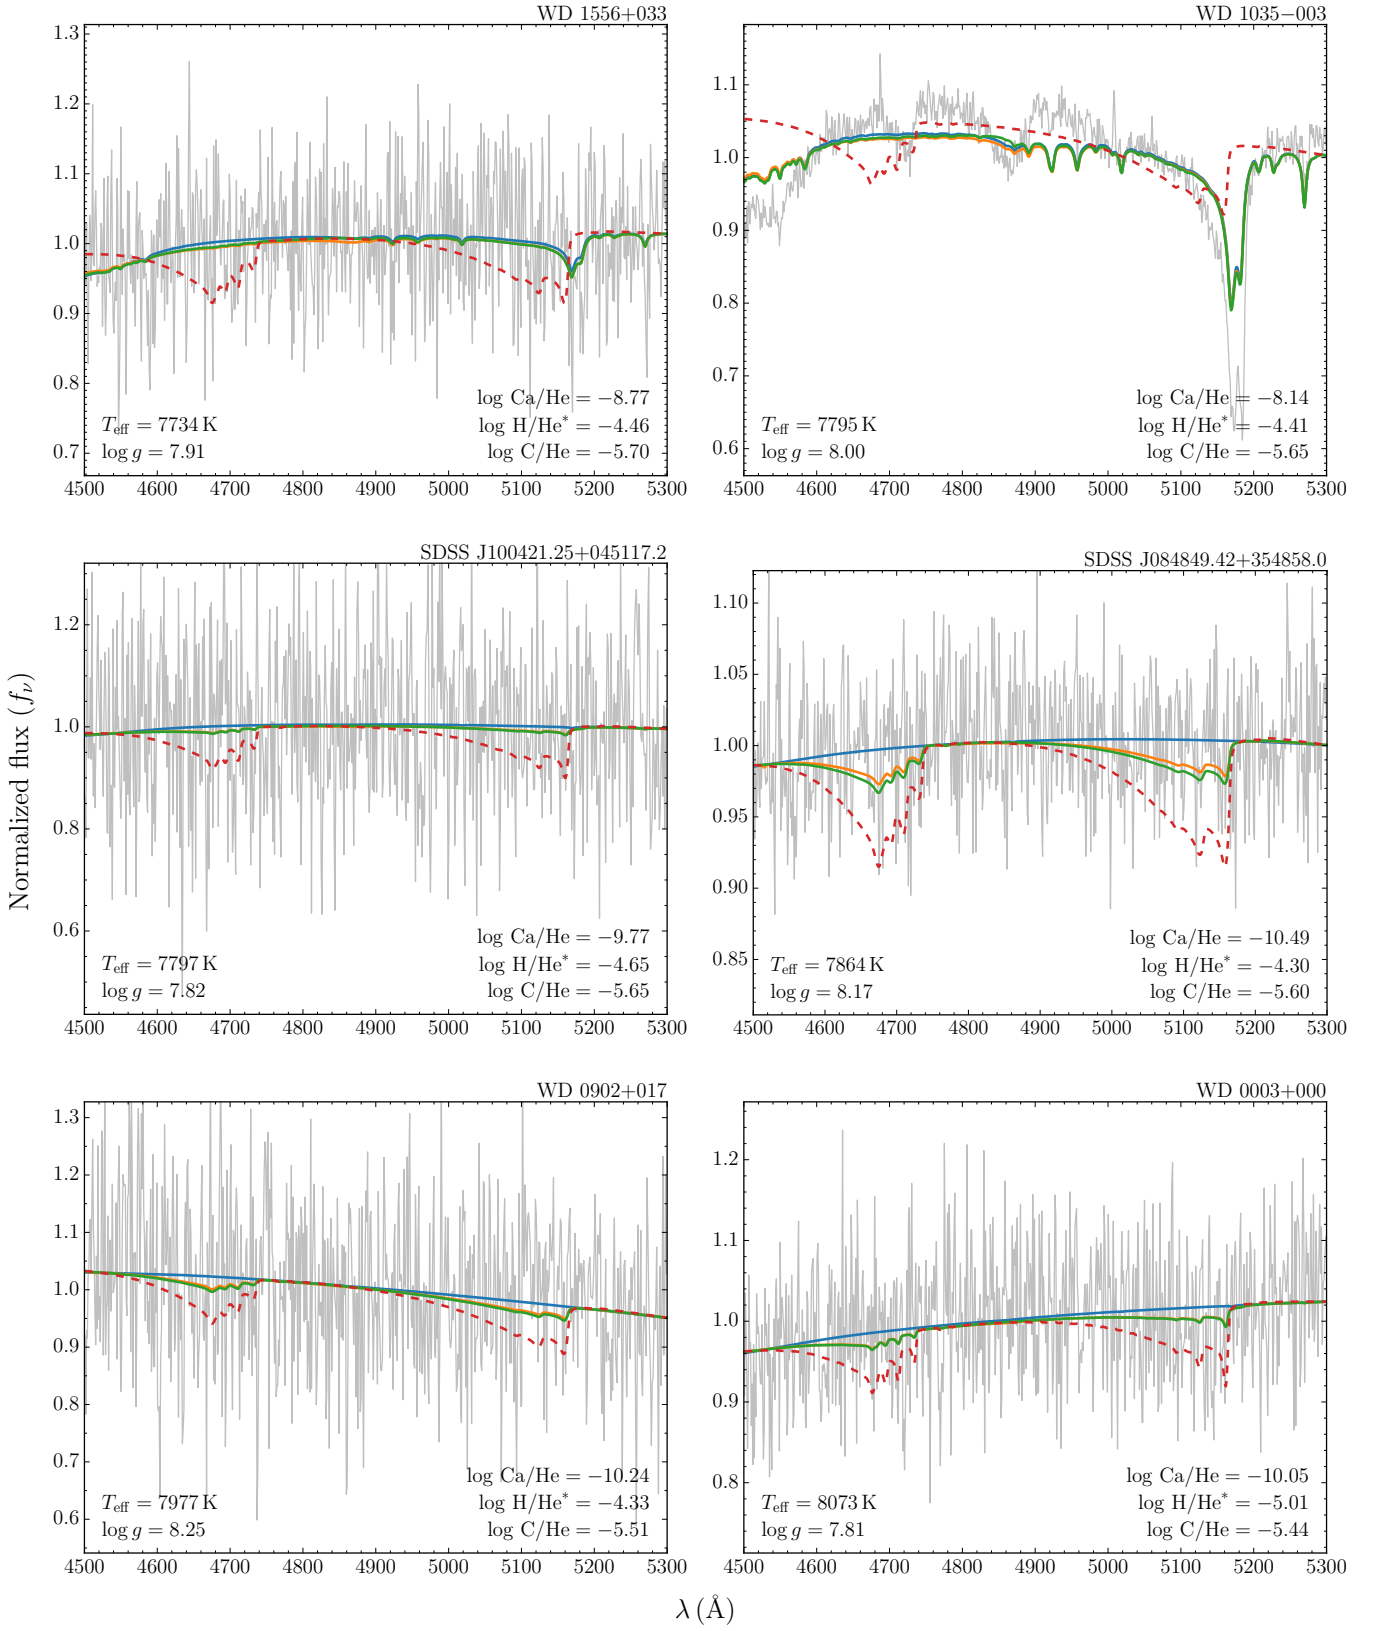 WD 1556+033
1.3
1.2
1.1
1.0
0.9
0.8
0.7
T_eff = 7734 K
log g = 7.91
log Ca/He = −8.77
log H/He* = −4.46
log C/He = −5.70
4500 4600 4700 4800 4900 5000 5100 5200 5300
WD 1035−003
1.1
1.0
0.9
0.8
0.7
0.6
T_eff = 7795 K
log g = 8.00
log Ca/He = −8.14
log H/He* = −4.41
log C/He = −5.65
4500 4600 4700 4800 4900 5000 5100 5200 5300
SDSS J100421.25+045117.2
1.2
1.0
0.8
0.6
T_eff = 7797 K
log g = 7.82
log Ca/He = −9.77
log H/He* = −4.65
log C/He = −5.65
4500 4600 4700 4800 4900 5000 5100 5200 5300
SDSS J084849.42+354858.0
1.10
1.05
1.00
0.95
0.90
0.85
T_eff = 7864 K
log g = 8.17
log Ca/He = −10.49
log H/He* = −4.30
log C/He = −5.60
4500 4600 4700 4800 4900 5000 5100 5200 5300
Normalized flux (f_ν)
WD 0902+017
1.3
1.2
1.1
1.0
0.9
0.8
0.7
0.6
T_eff = 7977 K
log g = 8.25
log Ca/He = −10.24
log H/He* = −4.33
log C/He = −5.51
4500 4600 4700 4800 4900 5000 5100 5200 5300
WD 0003+000
1.2
1.1
1.0
0.9
0.8
T_eff = 8073 K
log g = 7.81
log Ca/He = −10.05
log H/He* = −5.01
log C/He = −5.44
4500 4600 4700 4800 4900 5000 5100 5200 5300
λ (Å)